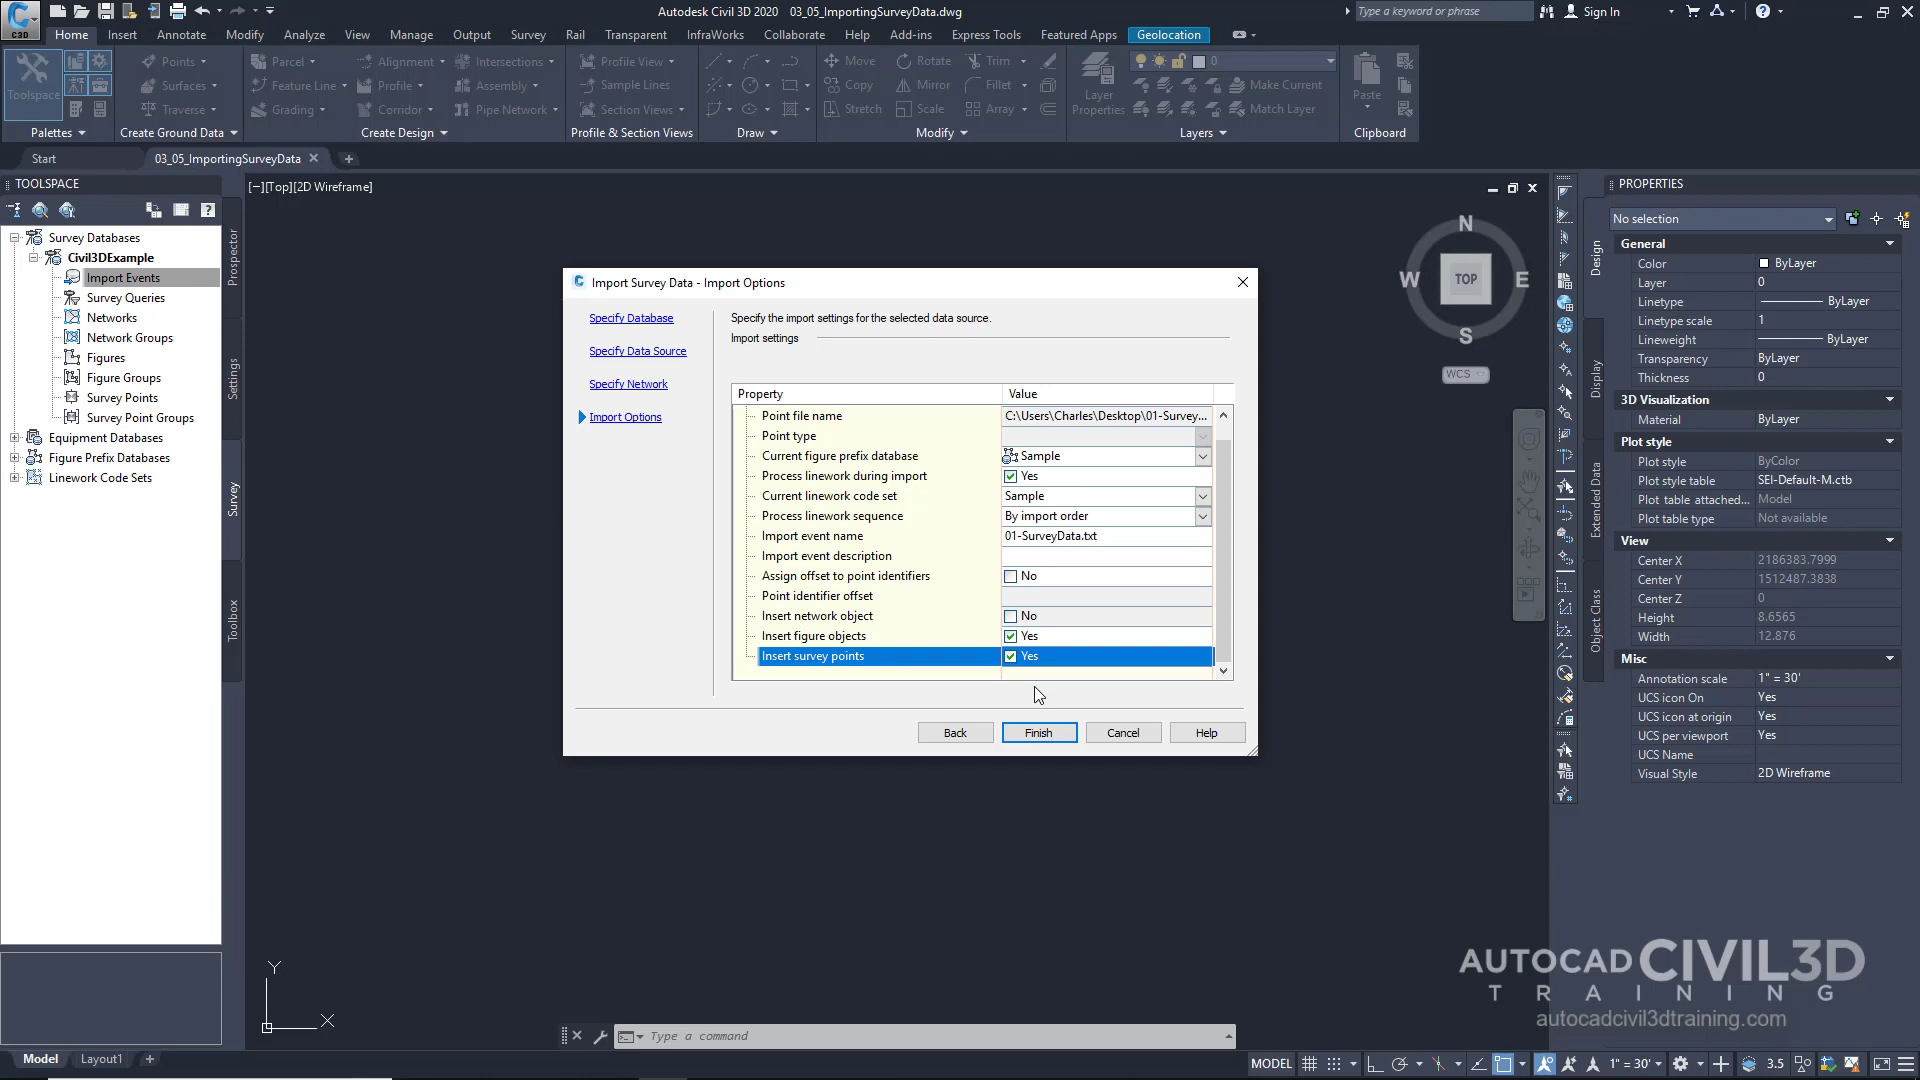 Autodesk Civil 3D 2020 03_05_ImportingSurveyData.dwg
Type a keyword or phrase
Sign In
C3D
Home Insert Annotate Modify Analyze View Manage Output Survey Rail Transparent InfraWorks Collaborate Help Add-ins Express Tools Featured Apps Geolocation
Toolspace
Points
Surfaces
Traverse
Parcel
Feature Line
Grading
Alignment
Profile
Corridor
Intersections
Assembly
Pipe Network
Profile View
Sample Lines
Section Views
Move
Copy
Stretch
Rotate
Mirror
Scale
Trim
Fillet
Array
Layer
Properties
0
Make Current
Match Layer
Paste
Palettes Create Ground Data Create Design Profile & Section Views Draw Modify Layers Clipboard
Start 03_05_ImportingSurveyData
TOOLSPACE
Survey Databases
Civil3DExample
Import Events
Survey Queries
Networks
Network Groups
Figures
Figure Groups
Survey Points
Survey Point Groups
Equipment Databases
Figure Prefix Databases
Linework Code Sets
Prospector
Settings
Survey
Toolbox
[−][Top][2D Wireframe]
N
W
TOP
E
S
WCS
Import Survey Data - Import Options
Specify Database
Specify Data Source
Specify Network
Import Options
Specify the import settings for the selected data source.
Import settings
Property Value
Point file name C:\Users\Charles\Desktop\01-Survey...
Point type
Current figure prefix database Sample
Process linework during import Yes
Current linework code set Sample
Process linework sequence By import order
Import event name 01-SurveyData.txt
Import event description
Assign offset to point identifiers No
Point identifier offset
Insert network object No
Insert figure objects Yes
Insert survey points Yes
Back Finish Cancel Help
PROPERTIES
No selection
Design
Display
Extended Data
Object Class
General
Color ByLayer
Layer 0
Linetype ByLayer
Linetype scale 1
Lineweight ByLayer
Transparency ByLayer
Thickness 0
3D Visualization
Material ByLayer
Plot style
Plot style ByColor
Plot style table SEI-Default-M.ctb
Plot table attached... Model
Plot table type Not available
View
Center X 2186383.7999
Center Y 1512487.3838
Center Z 0
Height 8.6565
Width 12.876
Misc
Annotation scale 1" = 30'
UCS icon On Yes
UCS icon at origin Yes
UCS per viewport Yes
UCS Name
Visual Style 2D Wireframe
Y
X
Type a command
AUTOCAD CIVIL3D
TRAINING
autocadcivil3dtraining.com
Model Layout1
MODEL 1" = 30' 3.5